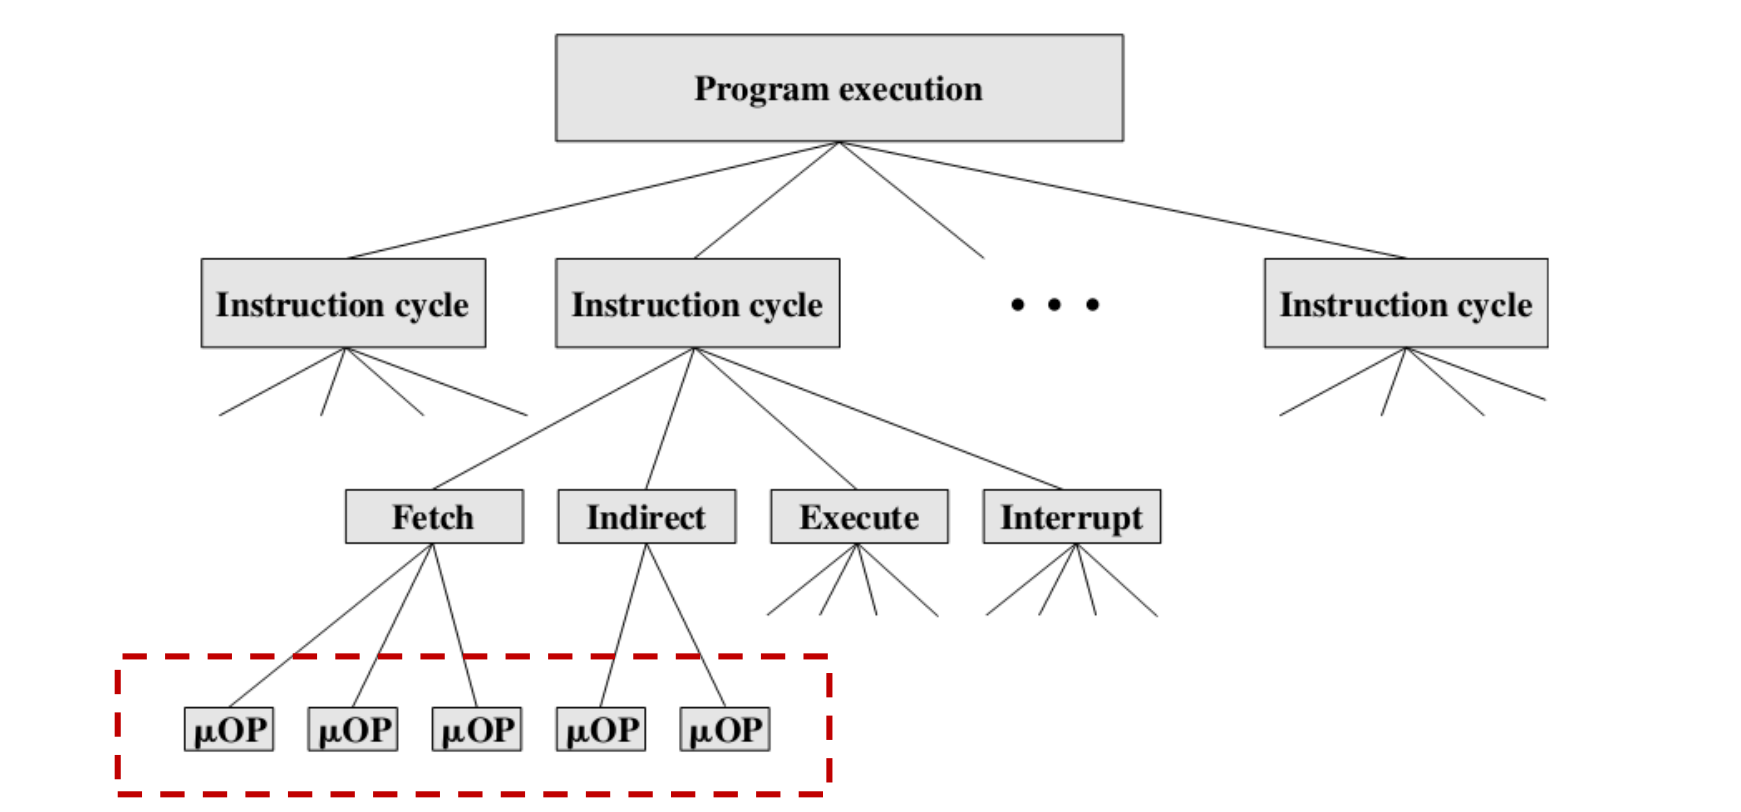 Program execution
Instruction cycle
Instruction cycle
• • •
Instruction cycle
Fetch
Indirect
Execute
Interrupt
μOP
μOP
μOP
μOP
μOP